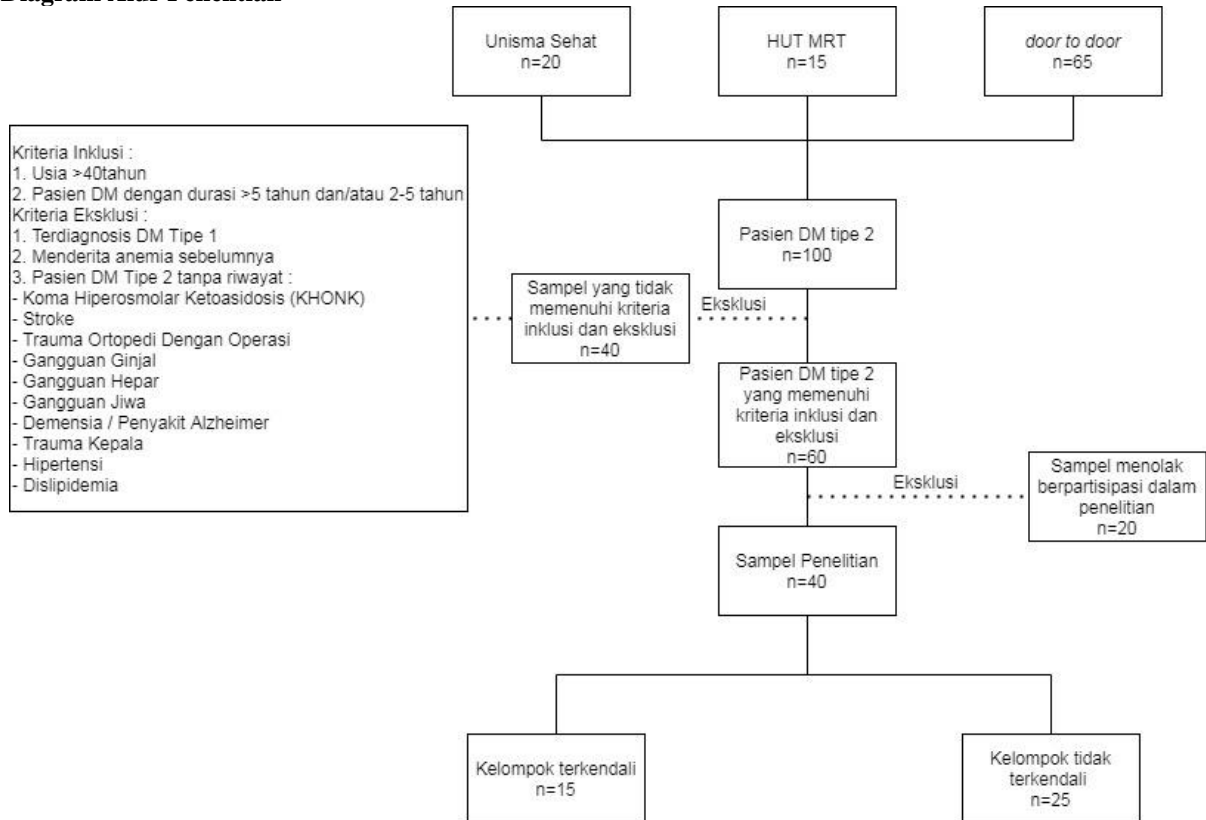 Diagram Alur Penelitian
Unisma Sehat
n=20
HUT MRT
n=15
door to door
n=65
Kriteria Inklusi :
1. Usia >40tahun
2. Pasien DM dengan durasi >5 tahun dan/atau 2-5 tahun
Kriteria Eksklusi :
1. Terdiagnosis DM Tipe 1
2. Menderita anemia sebelumnya
3. Pasien DM Tipe 2 tanpa riwayat :
- Koma Hiperosmolar Ketoasidosis (KHONK)
- Stroke
- Trauma Ortopedi Dengan Operasi
- Gangguan Ginjal
- Gangguan Hepar
- Gangguan Jiwa
- Demensia / Penyakit Alzheimer
- Trauma Kepala
- Hipertensi
- Dislipidemia
Pasien DM tipe 2
n=100
Sampel yang tidak
memenuhi kriteria
inklusi dan eksklusi
n=40
Eksklusi
Pasien DM tipe 2
yang memenuhi
kriteria inklusi dan
eksklusi
n=60
Eksklusi
Sampel menolak
berpartisipasi dalam
penelitian
n=20
Sampel Penelitian
n=40
Kelompok terkendali
n=15
Kelompok tidak
terkendali
n=25